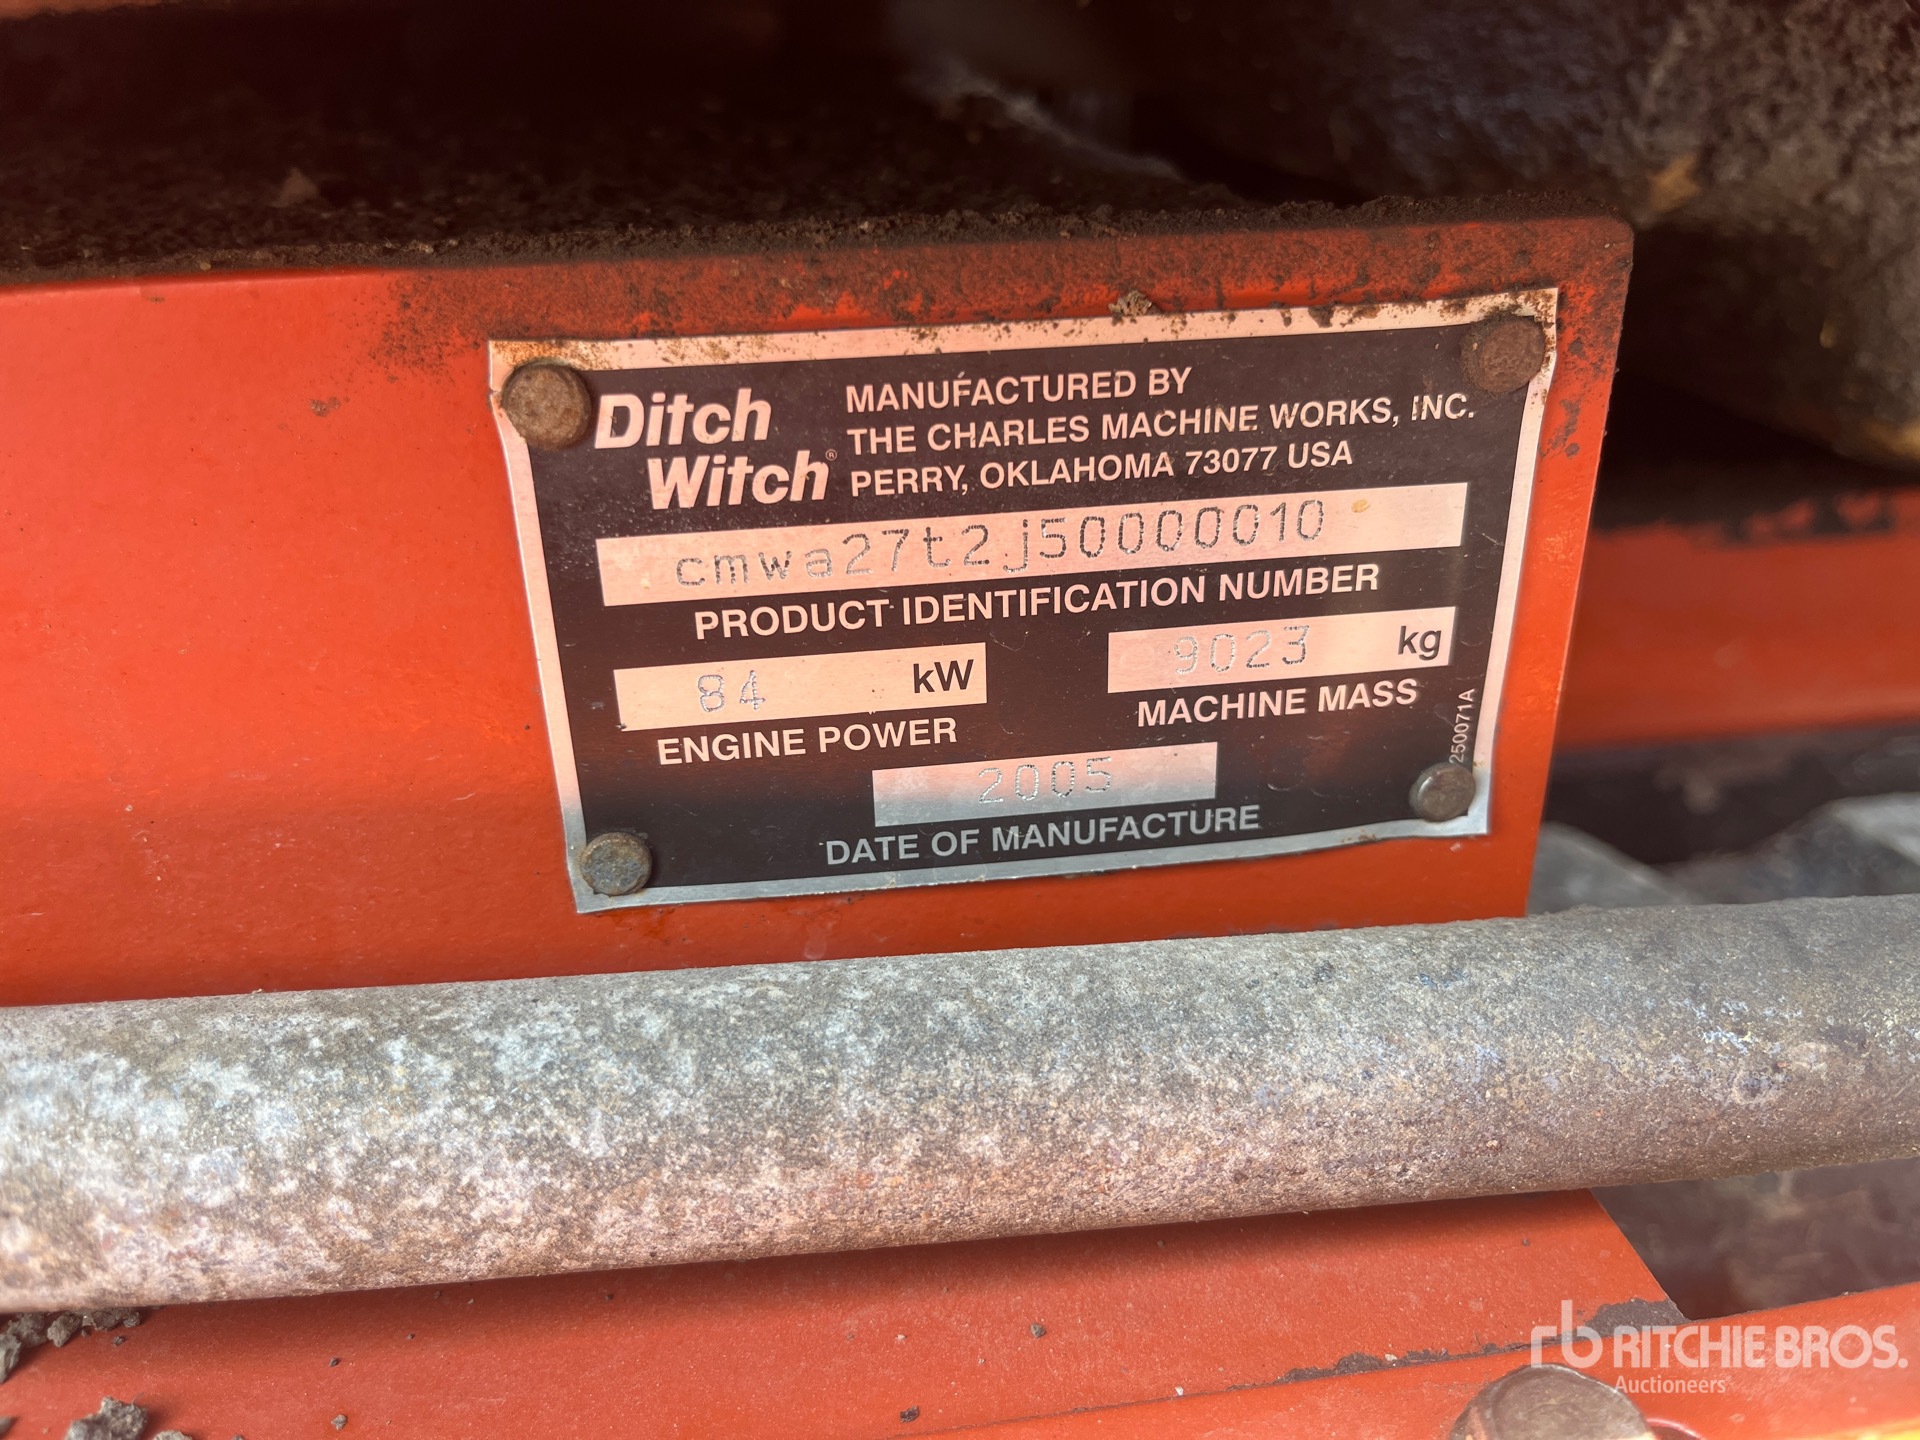 Ditch Witch®
MANUFACTURED BY
THE CHARLES MACHINE WORKS, INC.
PERRY, OKLAHOMA 73077 USA
cmwa27t2j50000010
PRODUCT IDENTIFICATION NUMBER
84 kW
ENGINE POWER
9023 kg
MACHINE MASS
2005
DATE OF MANUFACTURE
250071A
rb RITCHIE BROS.
Auctioneers